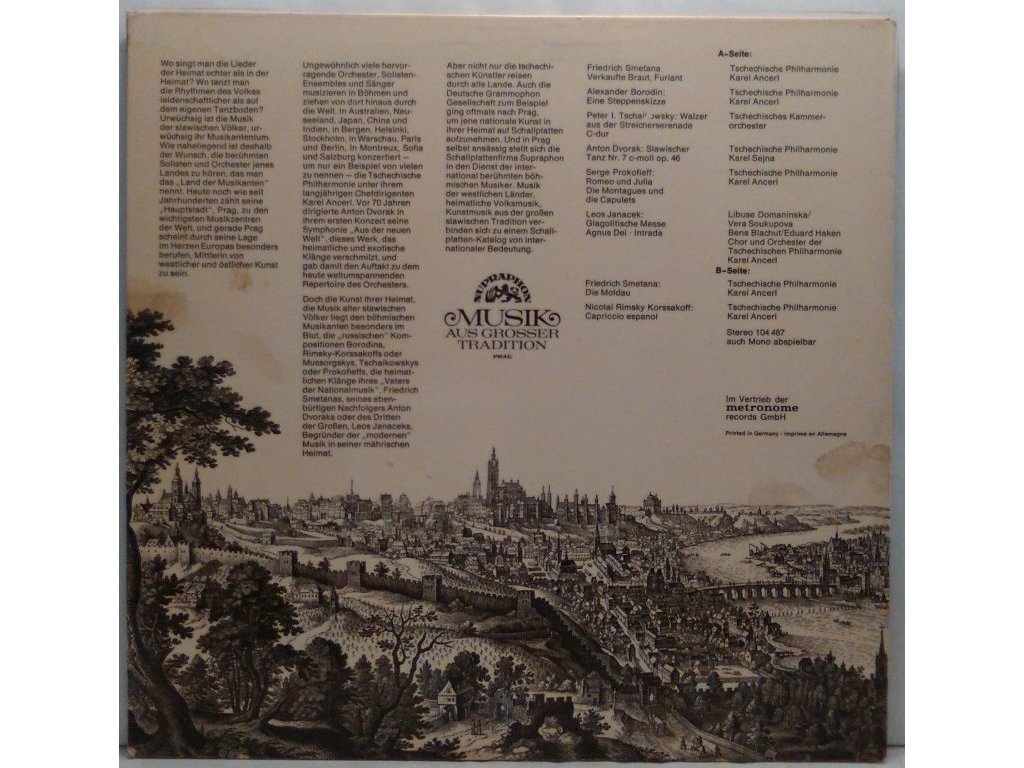 Wo singt man die Lieder
der Heimat echter als in der
Heimat? Wo tanzt man
die Rhythmen des Volkes
leidenschaftlicher als auf
dem eigenen Tanzboden?
Urwüchsig ist die Musik
der slawischen Völker, ur-
wüchsig ihr Musikantentum.
Wie naheliegend ist deshalb
der Wunsch, die berühmten
Solisten und Orchester jenes
Landes zu hören, das man
das „Land der Musikanten"
nennt. Heute noch wie seit
Jahrhunderten zählt seine
„Hauptstadt", Prag, zu den
wichtigsten Musikzentren
der Welt, und gerade Prag
scheint durch seine Lage
im Herzen Europas besonders
berufen, Mittlerin von
westlicher und östlicher Kunst
zu sein.
Ungewöhnlich viele hervor-
ragende Orchester, Solisten-
Ensembles und Sänger
musizieren in Böhmen und
ziehen von dort hinaus durch
die Welt. In Australien, Neu-
seeland, Japan, China und
Indien, in Bergen, Helsinki,
Stockholm, in Warschau, Paris
und Berlin, in Montreux, Sofia
und Salzburg konzertiert –
um nur ein Beispiel von vielen
zu nennen – die Tschechische
Philharmonie unter ihrem
langjährigen Chefdirigenten
Karel Ancerl. Vor 70 Jahren
dirigierte Anton Dvorak in
ihrem ersten Konzert seine
Symphonie „Aus der neuen
Welt", dieses Werk, das
heimatliche und exotische
Klänge verschmilzt, und
gab damit den Auftakt zu dem
heute weltumspannenden
Repertoire des Orchesters.
Doch die Kunst ihrer Heimat,
die Musik aller slawischen
Völker liegt den böhmischen
Musikanten besonders im
Blut, die „russischen" Kom-
positionen Borodins,
Rimsky-Korssakoffs oder
Mussorgskys, Tschaikowskys
oder Prokofieffs, die heimat-
lichen Klänge ihres „Vaters
der Nationalmusik", Friedrich
Smetanas, seines eben-
bürtigen Nachfolgers Anton
Dvoraks oder des Dritten
der Großen, Leos Janaceks,
Begründer der „modernen"
Musik in seiner mährischen
Heimat.
Aber nicht nur die tschechi-
schen Künstler reisen
durch alle Lande. Auch die
Deutsche Grammophon
Gesellschaft zum Beispiel
ging oftmals nach Prag,
um jene nationale Kunst in
ihrer Heimat auf Schallplatten
aufzunehmen. Und in Prag
selbst ansässig stellt sich die
Schallplattenfirma Supraphon
in den Dienst der inter-
national berühmten böh-
mischen Musiker. Musik
der westlichen Länder,
heimatliche Volksmusik,
Kunstmusik aus der großen
slawischen Tradition ver-
binden sich zu einem Schall-
platten-Katalog von inter-
nationaler Bedeutung.
SUPRAPHON
MUSIK
AUS GROSSER
TRADITION
PRAG
A-Seite:
Friedrich Smetana Tschechische Philharmonie
Verkaufte Braut, Furiant Karel Ancerl
Alexander Borodin: Tschechische Philharmonie
Eine Steppenskizze Karel Ancerl
Peter I. Walzer Tschechisches Kammer-
aus der Streicherserenade orchester
C-dur
Anton Dvorak: Slawischer Tschechische Philharmonie
Tanz Nr. 7 c-moll op. 46 Karel Sejna
Serge Prokofieff: Tschechische Philharmonie
Romeo und Julia Karel Ancerl
Die Montagues und
die Capulets
Leos Janacek: Libuse Domaninska/
Glagolitische Messe Vera Soukupova
Agnus Dei · Intrada Bena Blachut/Eduard Haken
Chor und Orchester der
Tschechischen Philharmonie
Karel Ancerl
B-Seite:
Friedrich Smetana: Tschechische Philharmonie
Die Moldau Karel Ancerl
Nicolai Rimsky Korssakoff: Tschechische Philharmonie
Capriccio espanol Karel Ancerl
Stereo 104 487
auch Mono abspielbar
Im Vertrieb der
metronome
records GmbH
Printed in Germany · Imprimé en Allemagne